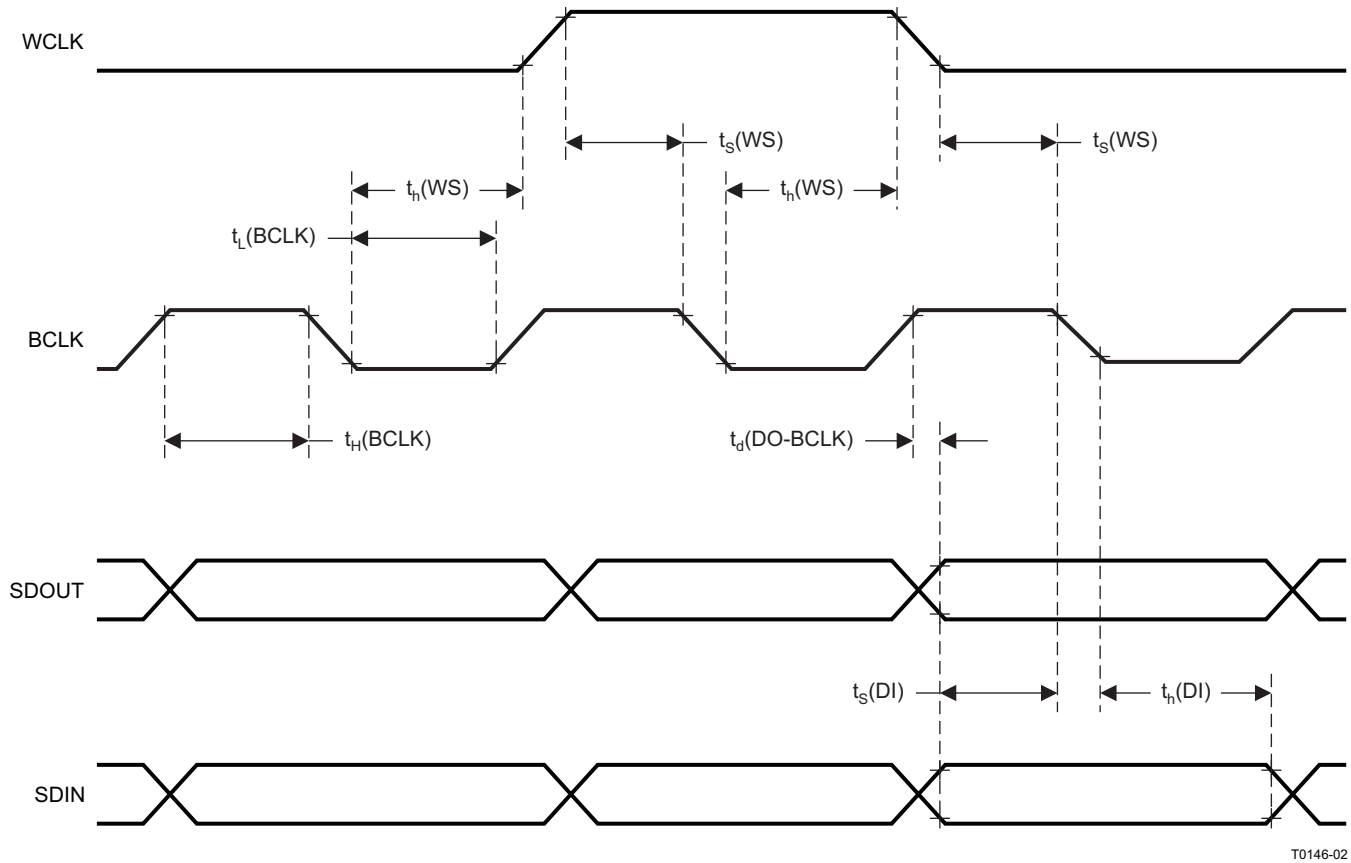 WCLK
tS(WS)
tS(WS)
th(WS)
th(WS)
tL(BCLK)
BCLK
tH(BCLK)
td(DO-BCLK)
SDOUT
tS(DI)
th(DI)
SDIN
T0146-02